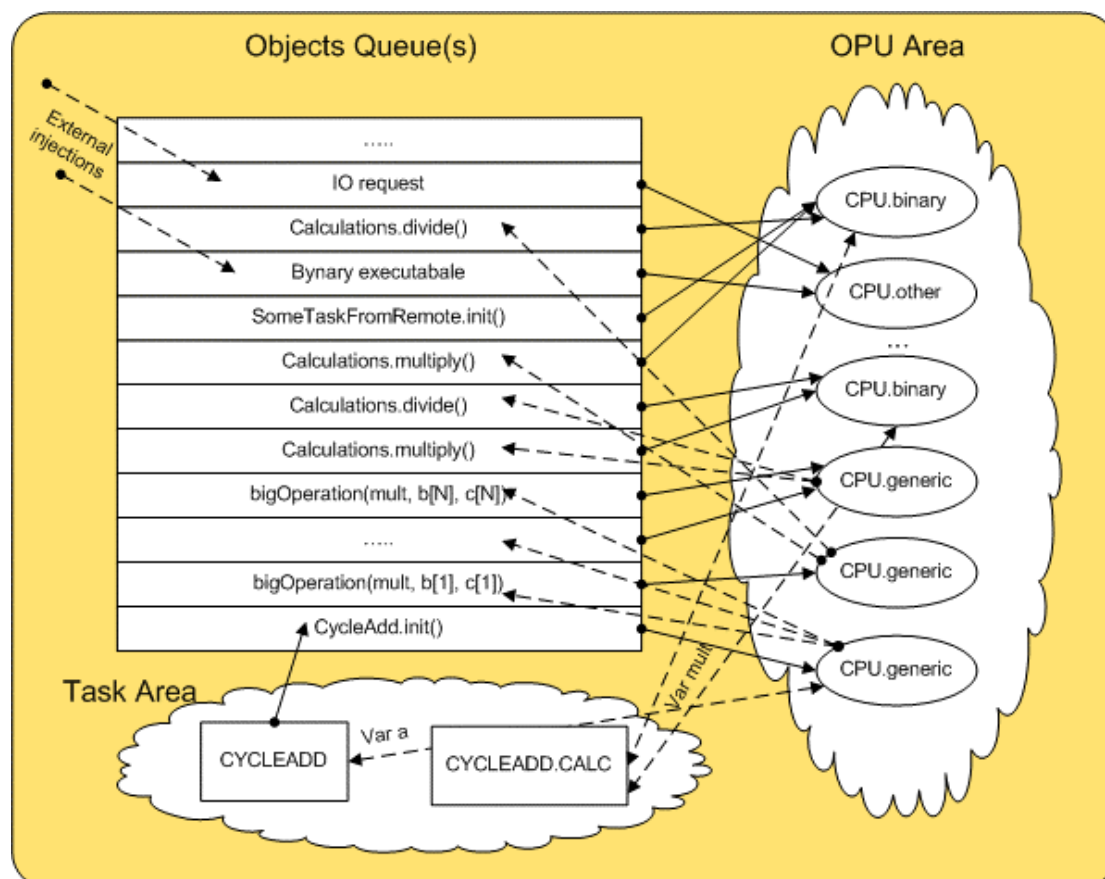 Objects Queue(s)
OPU Area
External
injections
.....
IO request
Calculations.divide()
Bynary executabale
SomeTaskFromRemote.init()
Calculations.multiply()
Calculations.divide()
Calculations.multiply()
bigOperation(mult, b[N], c[N])
.....
bigOperation(mult, b[1], c[1])
CycleAdd.init()
CPU.binary
CPU.other
...
CPU.binary
CPU.generic
CPU.generic
CPU.generic
Task Area
Var mult
Var a
CYCLEADD
CYCLEADD.CALC